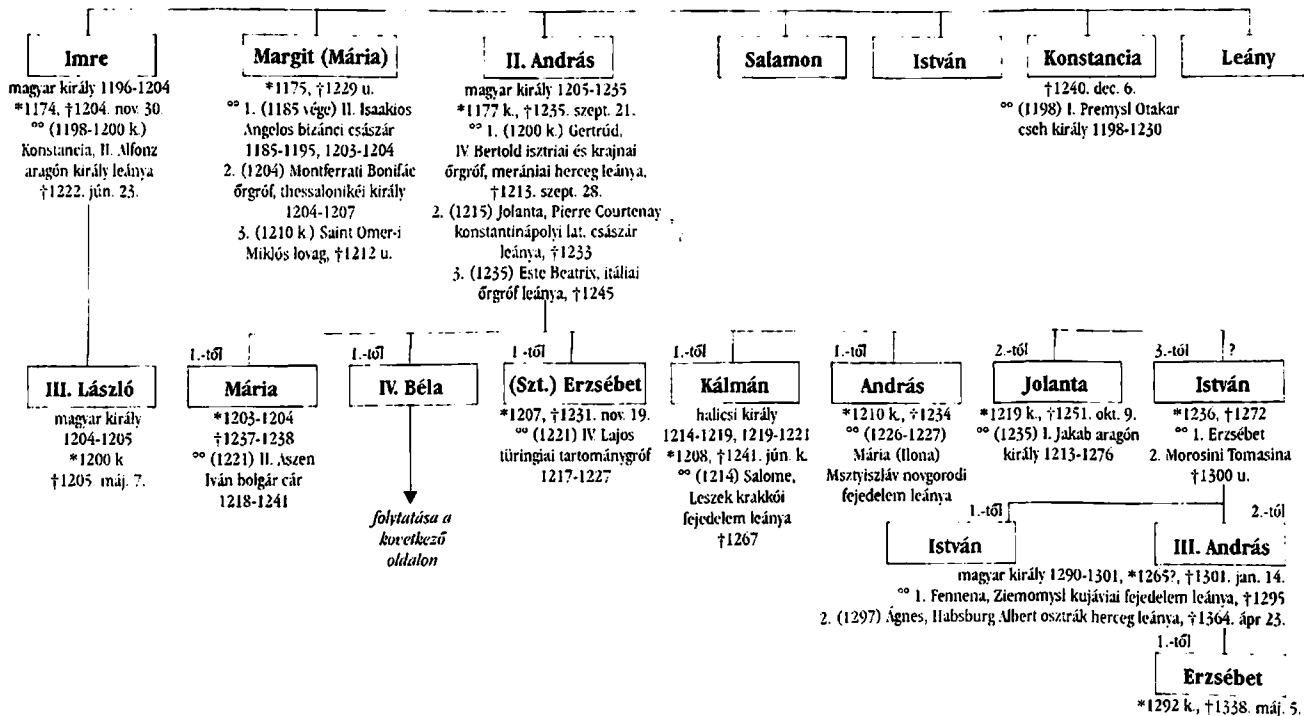 Imre
magyar király 1196-1204
*1174, †1204. nov. 30.
°° (1198-1200 k.)
Konstancia, II. Alfonz
aragón király leánya
†1222. jún. 23.
Margit (Mária)
*1175, †1229 u.
°° 1. (1185 vége) II. Isaakios
Angelos bizánci császár
1185-1195, 1203-1204
2. (1204) Montferrati Bonifác
őrgróf, thessalonikéi király
1204-1207
3. (1210 k.) Saint Omer-i
Miklós lovag, †1212 u.
II. András
magyar király 1205-1235
*1177 k., †1235. szept. 21.
°° 1. (1200 k.) Gertrúd,
IV. Bertold isztriai és krajnai
őrgróf, merániai herceg leánya,
†1213. szept. 28.
2. (1215) Jolanta, Pierre Courtenay
konstantinápolyi lat. császár
leánya, †1233
3. (1235) Este Beatrix, itáliai
őrgróf leánya, †1245
Salamon
István
Konstancia
†1240. dec. 6.
°° (1198) I. Premysl Otakar
cseh király 1198-1230
Leány
III. László
magyar király
1204-1205
*1200 k
†1205. máj. 7.
1.-től
Mária
*1203-1204
†1237-1238
°° (1221) II. Aszen
Iván bolgár cár
1218-1241
1.-től
IV. Béla
folytatása a
következő
oldalon
1-től
(Szt.) Erzsébet
*1207, †1231. nov. 19.
°° (1221) IV. Lajos
türingiai tartománygróf
1217-1227
1.-től
Kálmán
halicsi király
1214-1219, 1219-1221
*1208, †1241. jún. k.
°° (1214) Salome,
Leszek krakkói
fejedelem leánya
†1267
1.-től
András
*1210 k., †1234
°° (1226-1227)
Mária (Ilona)
Msztyiszláv novgorodi
fejedelem leánya
2.-től
Jolanta
*1219 k., †1251. okt. 9.
°° (1235) I. Jakab aragón
király 1213-1276
3.-tól ?
István
*1236, †1272
°° 1. Erzsébet
2. Morosini Tomasina
†1300 u.
1.-től
István
2.-től
III. András
magyar király 1290-1301, *1265?, †1301. jan. 14.
°° 1. Fennena, Ziemomysl kujáviai fejedelem leánya, †1295
2. (1297) Ágnes, Habsburg Albert osztrák herceg leánya, †1364. ápr 23.
1.-től
Erzsébet
*1292 k., †1338. máj. 5.